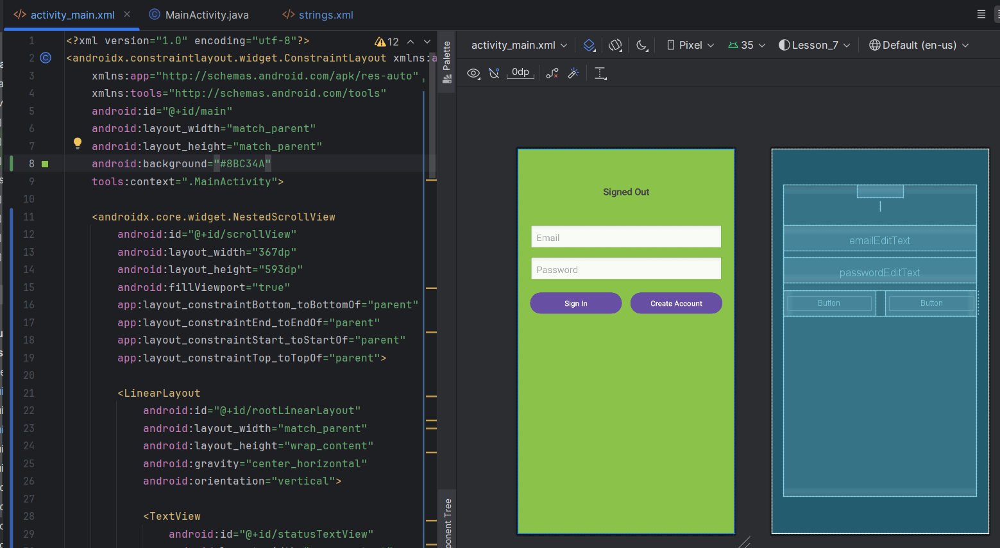 activity_main.xml
MainActivity.java
strings.xml
1 <?xml version="1.0" encoding="utf-8"?>
12
2 <androidx.constraintlayout.widget.ConstraintLayout xmlns:a
3 xmlns:app="http://schemas.android.com/apk/res-auto"
4 xmlns:tools="http://schemas.android.com/tools"
5 android:id="@+id/main"
6 android:layout_width="match_parent"
7 android:layout_height="match_parent"
8 android:background="#8BC34A"
9 tools:context=".MainActivity">
10
11 <androidx.core.widget.NestedScrollView
12 android:id="@+id/scrollView"
13 android:layout_width="367dp"
14 android:layout_height="593dp"
15 android:fillViewport="true"
16 app:layout_constraintBottom_toBottomOf="parent"
17 app:layout_constraintEnd_toEndOf="parent"
18 app:layout_constraintStart_toStartOf="parent"
19 app:layout_constraintTop_toTopOf="parent">
20
21 <LinearLayout
22 android:id="@+id/rootLinearLayout"
23 android:layout_width="match_parent"
24 android:layout_height="wrap_content"
25 android:gravity="center_horizontal"
26 android:orientation="vertical">
27
28 <TextView
29 android:id="@+id/statusTextView"
Palette
activity_main.xml
Pixel
35
Lesson_7
Default (en-us)
0dp
Signed Out
Email
Password
Sign In
Create Account
emailEditText
passwordEditText
Button
Button